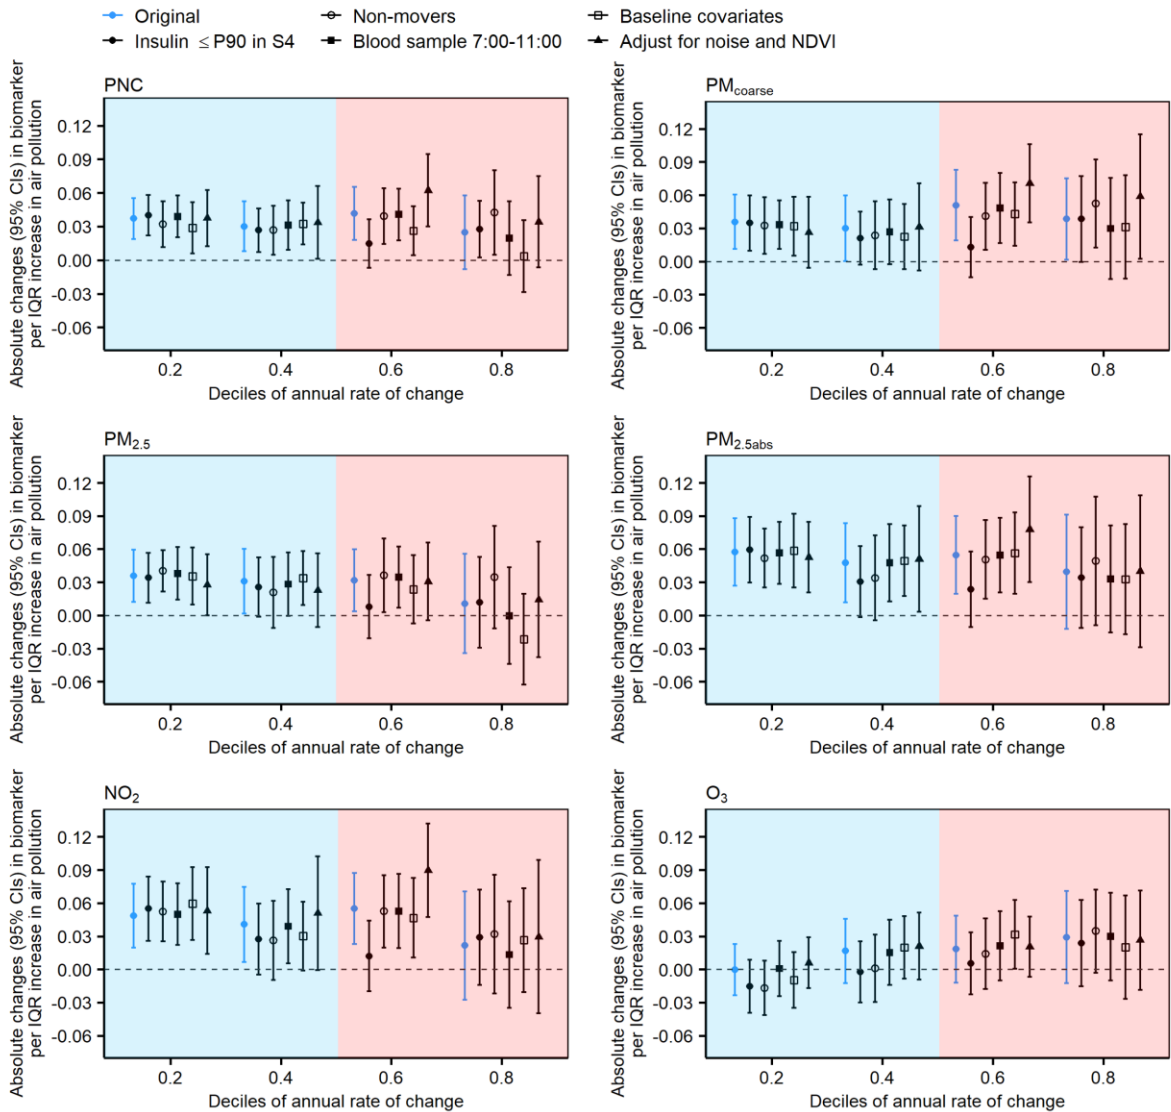 Original
Non-movers
Baseline covariates
Insulin ≤P90 in S4
Blood sample 7:00-11:00
Adjust for noise and NDVI
PNC
Absolute changes (95% CIs) in biomarker
per IQR increase in air pollution
0.12
0.09
0.06
0.03
0.00
-0.03
-0.06
0.2 0.4 0.6 0.8
Deciles of annual rate of change
PMcoarse
Absolute changes (95% CIs) in biomarker
per IQR increase in air pollution
0.12
0.09
0.06
0.03
0.00
-0.03
-0.06
0.2 0.4 0.6 0.8
Deciles of annual rate of change
PM2.5
Absolute changes (95% CIs) in biomarker
per IQR increase in air pollution
0.12
0.09
0.06
0.03
0.00
-0.03
-0.06
0.2 0.4 0.6 0.8
Deciles of annual rate of change
PM2.5abs
Absolute changes (95% CIs) in biomarker
per IQR increase in air pollution
0.12
0.09
0.06
0.03
0.00
-0.03
-0.06
0.2 0.4 0.6 0.8
Deciles of annual rate of change
NO2
Absolute changes (95% CIs) in biomarker
per IQR increase in air pollution
0.12
0.09
0.06
0.03
0.00
-0.03
-0.06
0.2 0.4 0.6 0.8
Deciles of annual rate of change
O3
Absolute changes (95% CIs) in biomarker
per IQR increase in air pollution
0.12
0.09
0.06
0.03
0.00
-0.03
-0.06
0.2 0.4 0.6 0.8
Deciles of annual rate of change